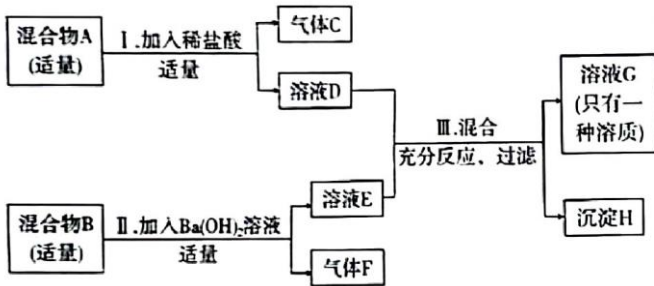 混合物A
(适量)
Ⅰ.加入稀盐酸
适量
气体C
溶液D
Ⅲ.混合
充分反应、过滤
溶液G
(只有一
种溶质)
沉淀H
混合物B
(适量)
Ⅱ.加入Ba(OH)₂溶液
适量
溶液E
气体F